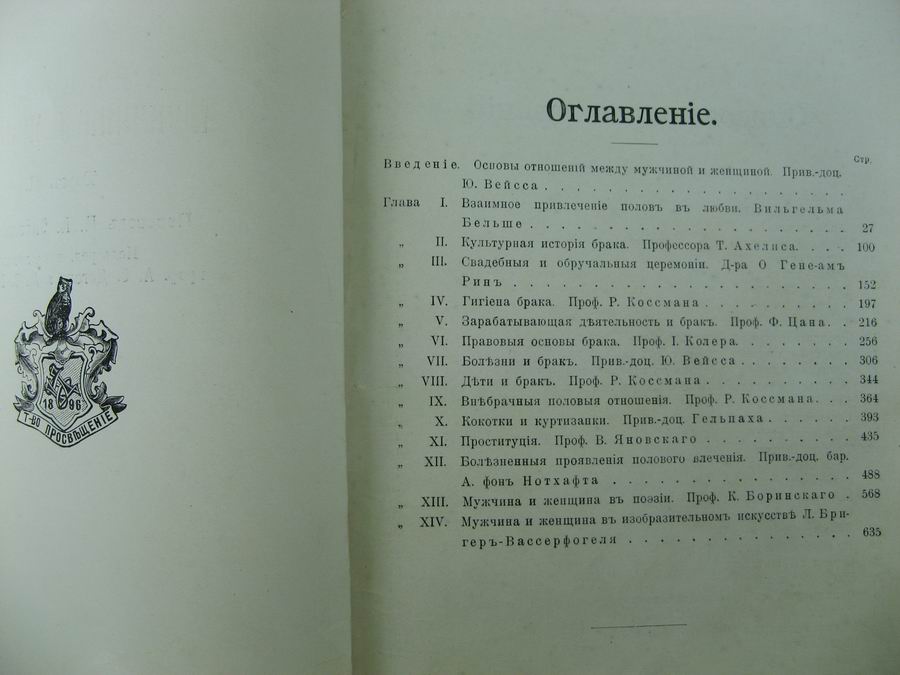 1896
Т-во ПРОСВѢЩЕНІЕ
Оглавленіе.
Стр.
Введеніе. Основы отношеній между мужчиной и женщиной. Прив.-доц.
Ю. Вейсса . . . . . . . . . . . . . . . . . .
Глава I. Взаимное привлеченіе половъ въ любви. Вильгельма
Бельше . . . . . . . . . . . . . . . . . . 27
„ II. Культурная исторія брака. Профессора Т. Ахелиса. . . . 100
„ III. Свадебныя и обручальныя церемоніи. Д-ра О Гене-амъ
Ринъ . . . . . . . . . . . . . . . . . . . 152
„ IV. Гигіена брака. Проф. Р. Коссмана . . . . . . . . 197
„ V. Зарабатывающая дѣятельность и бракъ. Проф. Ф. Цана. . 216
„ VI. Правовыя основы брака. Проф. І. Колера. . . . . . 256
„ VII. Болѣзни и бракъ. Прив.-доц. Ю. Вейсса . . . . . . 306
„ VIII. Дѣти и бракъ. Проф. Р. Коссмана . . . . . . . . 344
„ IX. Внѣбрачныя половыя отношенія. Проф. Р. Коссмана. . . 364
„ X. Кокотки и куртизанки. Прив.-доц. Гельпаха . . . . . 393
„ XI. Проституція. Проф. В. Яновскаго . . . . . . . . 435
„ XII. Болѣзненныя проявленія полового влеченія. Прив.-доц. бар.
А. фонъ Нотхафта . . . . . . . . . . . . . 488
„ XIII. Мужчина и женщина въ поэзіи. Проф. К. Боринскаго . 568
„ XIV. Мужчина и женщина въ изобразительномъ искусствѣ Л. Бри-
геръ-Вассерфогеля . . . . . . . . . . . . 635